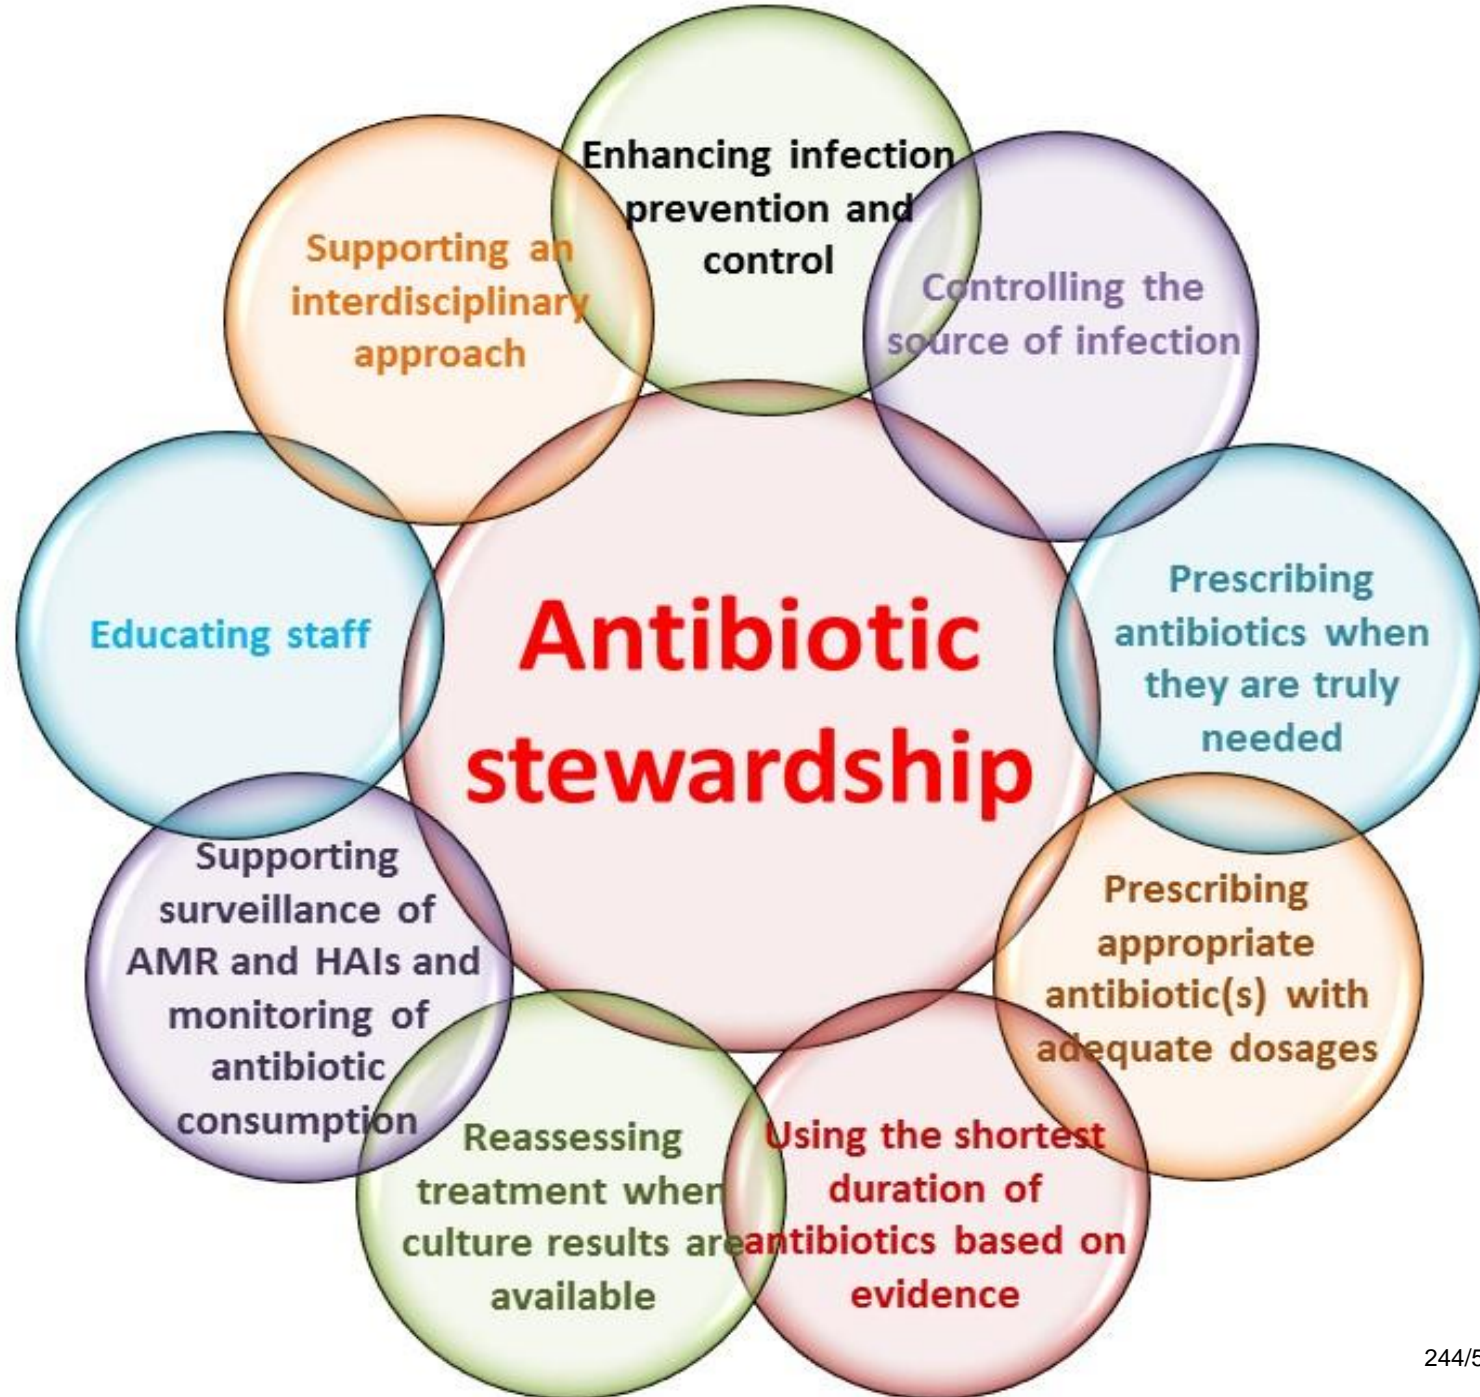 Enhancing infection
prevention and
control
Controlling the
source of infection
Prescribing
antibiotics when
they are truly
needed
Prescribing
appropriate
antibiotic(s) with
adequate dosages
Using the shortest
duration of
antibiotics based on
evidence
Reassessing
treatment when
culture results are
available
Supporting
surveillance of
AMR and HAIs and
monitoring of
antibiotic
consumption
Educating staff
Supporting an
interdisciplinary
approach
Antibiotic
stewardship
244/5